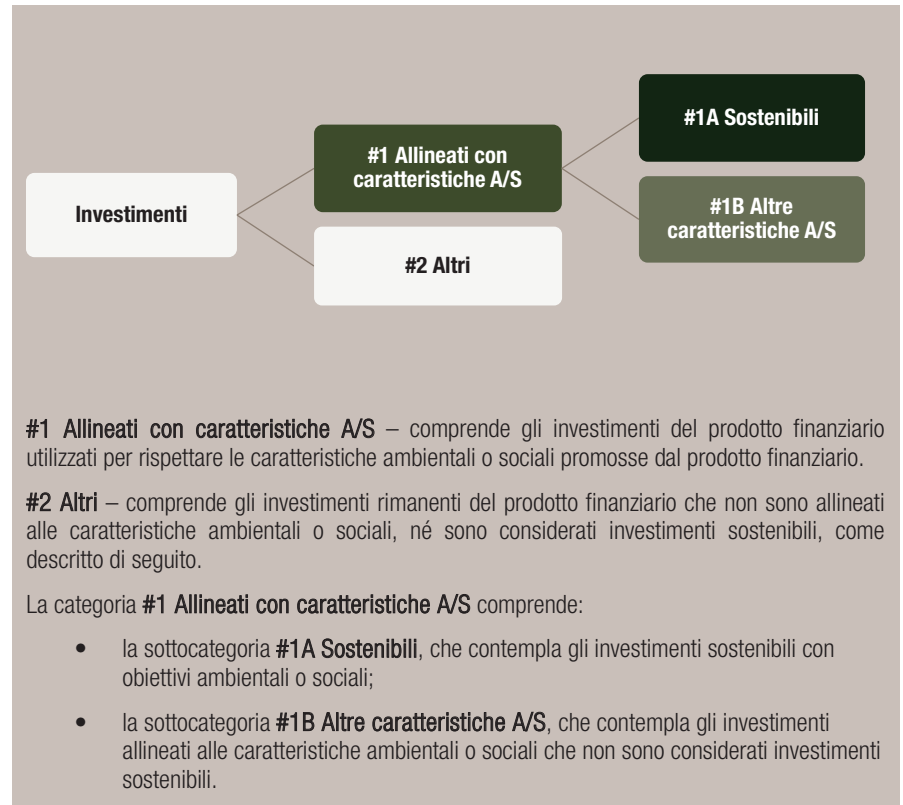 #1A Sostenibili
#1 Allineati con
caratteristiche A/S
Investimenti
#1B Altre
caratteristiche A/S
#2 Altri
#1 Allineati con caratteristiche A/S – comprende gli investimenti del prodotto finanziario
utilizzati per rispettare le caratteristiche ambientali o sociali promosse dal prodotto finanziario.
#2 Altri – comprende gli investimenti rimanenti del prodotto finanziario che non sono allineati
alle caratteristiche ambientali o sociali, né sono considerati investimenti sostenibili, come
descritto di seguito.
La categoria #1 Allineati con caratteristiche A/S comprende:
• la sottocategoria #1A Sostenibili, che contempla gli investimenti sostenibili con
obiettivi ambientali o sociali;
• la sottocategoria #1B Altre caratteristiche A/S, che contempla gli investimenti
allineati alle caratteristiche ambientali o sociali che non sono considerati investimenti
sostenibili.